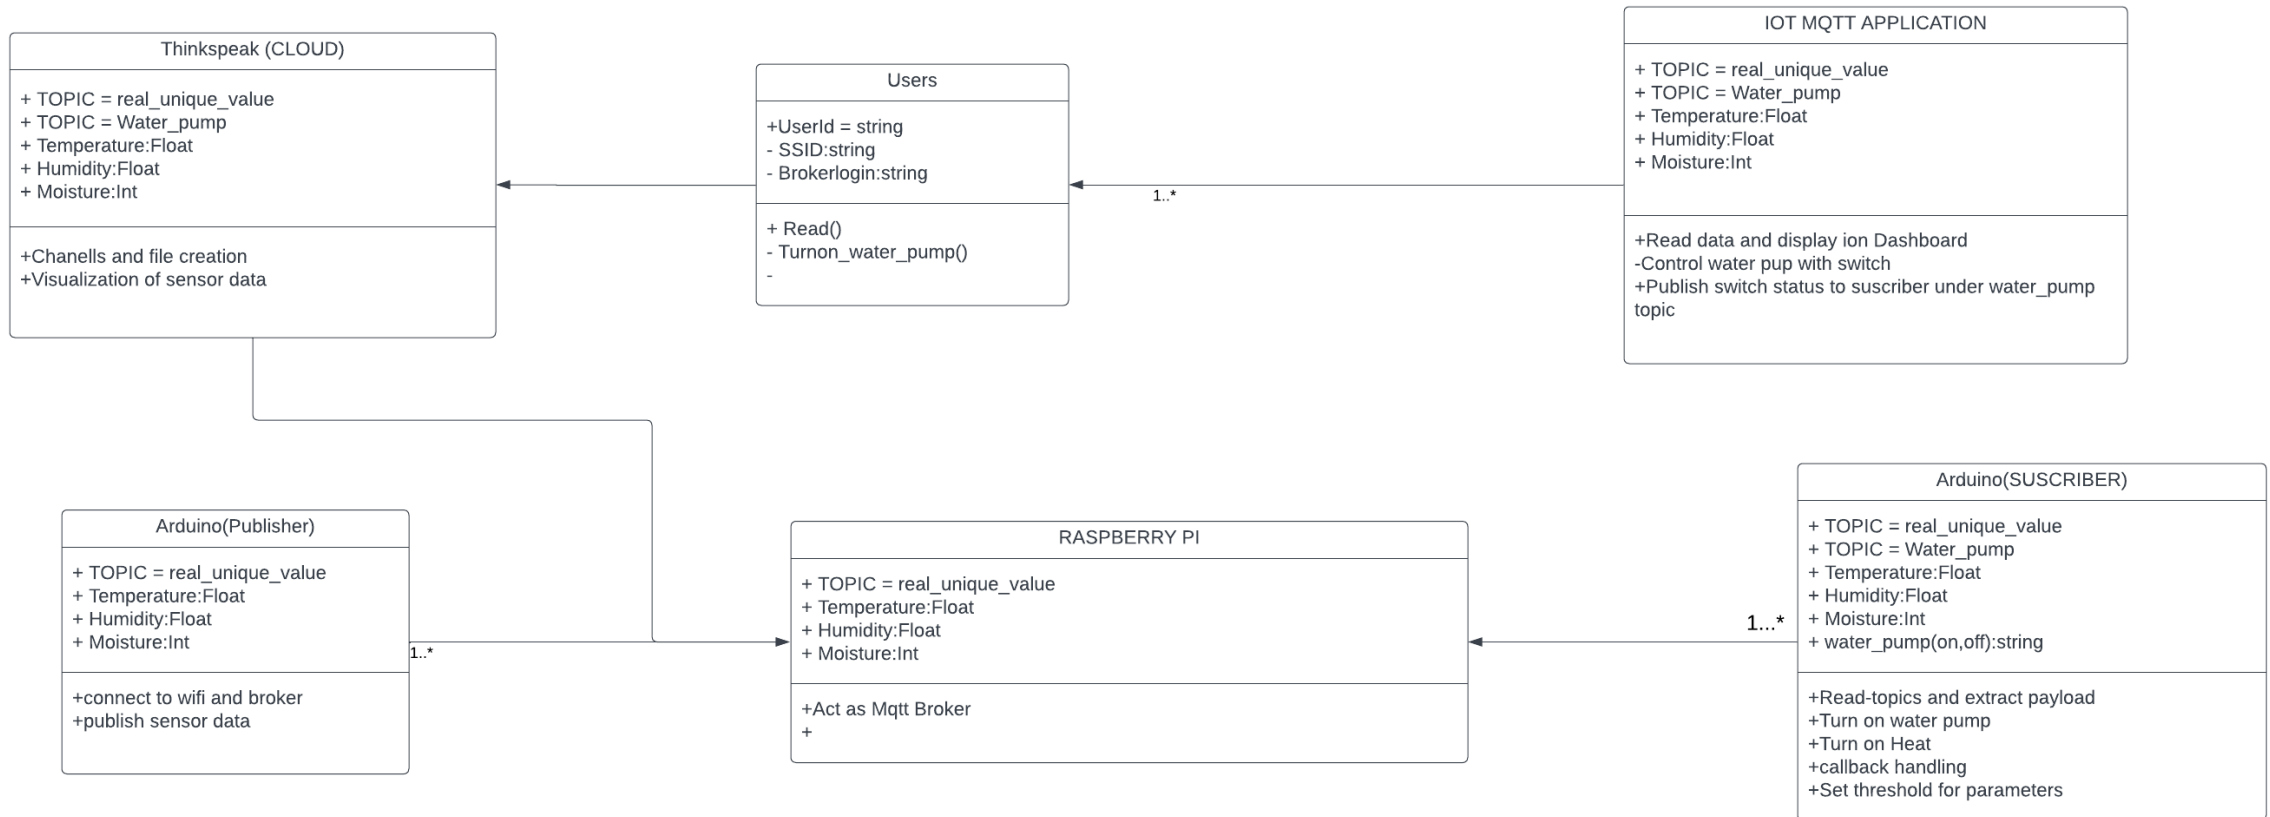 Thinkspeak (CLOUD)
+ TOPIC = real_unique_value
+ TOPIC = Water_pump
+ Temperature:Float
+ Humidity:Float
+ Moisture:Int
+Chanells and file creation
+Visualization of sensor data
Users
+UserId = string
- SSID:string
- Brokerlogin:string
+ Read()
- Turnon_water_pump()
-
1..*
IOT MQTT APPLICATION
+ TOPIC = real_unique_value
+ TOPIC = Water_pump
+ Temperature:Float
+ Humidity:Float
+ Moisture:Int
+Read data and display ion Dashboard
-Control water pup with switch
+Publish switch status to suscriber under water_pump
topic
Arduino(Publisher)
+ TOPIC = real_unique_value
+ Temperature:Float
+ Humidity:Float
+ Moisture:Int
+connect to wifi and broker
+publish sensor data
1..*
RASPBERRY PI
+ TOPIC = real_unique_value
+ Temperature:Float
+ Humidity:Float
+ Moisture:Int
+Act as Mqtt Broker
+
1...*
Arduino(SUSCRIBER)
+ TOPIC = real_unique_value
+ TOPIC = Water_pump
+ Temperature:Float
+ Humidity:Float
+ Moisture:Int
+ water_pump(on,off):string
+Read-topics and extract payload
+Turn on water pump
+Turn on Heat
+callback handling
+Set threshold for parameters